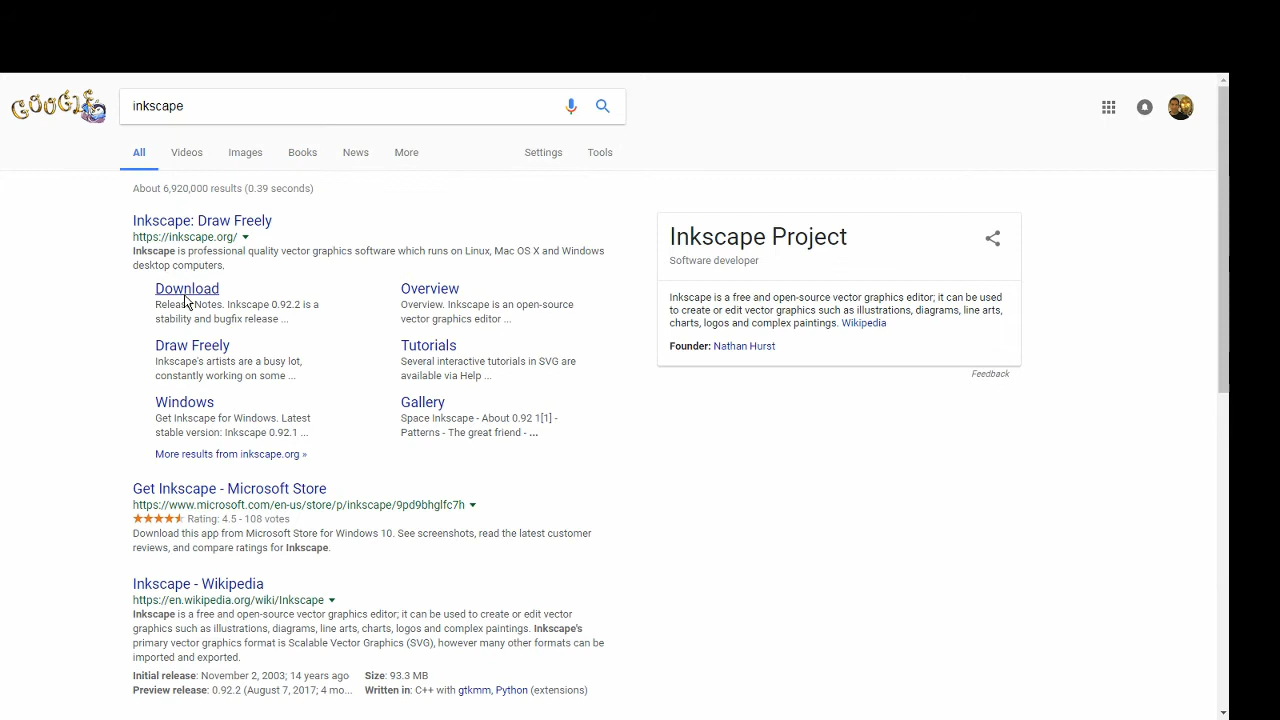 GOOGLE
inkscape
All Videos Images Books News More Settings Tools
About 6,920,000 results (0.39 seconds)
Inkscape: Draw Freely
https://inkscape.org/
Inkscape is professional quality vector graphics software which runs on Linux, Mac OS X and Windows
desktop computers.
Download
Release Notes. Inkscape 0.92.2 is a
stability and bugfix release ...
Overview
Overview. Inkscape is an open-source
vector graphics editor ...
Draw Freely
Inkscape's artists are a busy lot,
constantly working on some ...
Tutorials
Several interactive tutorials in SVG are
available via Help ...
Windows
Get Inkscape for Windows. Latest
stable version: Inkscape 0.92.1 ...
Gallery
Space Inkscape - About 0.92 1[1] -
Patterns - The great friend - ...
More results from inkscape.org »
Get Inkscape - Microsoft Store
https://www.microsoft.com/en-us/store/p/inkscape/9pd9bhglfc7h
Rating: 4.5 - 108 votes
Download this app from Microsoft Store for Windows 10. See screenshots, read the latest customer
reviews, and compare ratings for Inkscape.
Inkscape - Wikipedia
https://en.wikipedia.org/wiki/Inkscape
Inkscape is a free and open-source vector graphics editor; it can be used to create or edit vector
graphics such as illustrations, diagrams, line arts, charts, logos and complex paintings. Inkscape's
primary vector graphics format is Scalable Vector Graphics (SVG), however many other formats can be
imported and exported.
Initial release: November 2, 2003; 14 years ago Size: 93.3 MB
Preview release: 0.92.2 (August 7, 2017; 4 mo... Written in: C++ with gtkmm, Python (extensions)
Inkscape Project
Software developer
Inkscape is a free and open-source vector graphics editor; it can be used
to create or edit vector graphics such as illustrations, diagrams, line arts,
charts, logos and complex paintings. Wikipedia
Founder: Nathan Hurst
Feedback